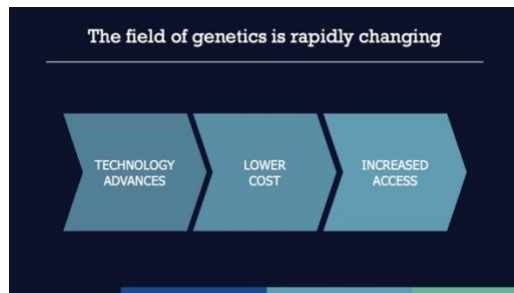 The field of genetics is rapidly changing
TECHNOLOGY
ADVANCES
LOWER
COST
INCREASED
ACCESS